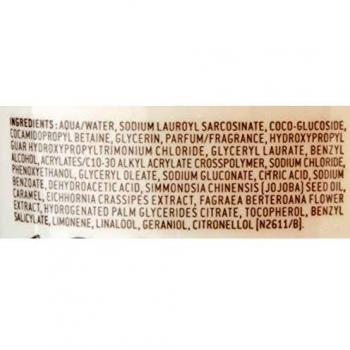 INGREDIENTS: AQUA/WATER, SODIUM LAUROYL SARCOSINATE, COCO-GLUCOSIDE,
COCAMIDOPROPYL BETAINE, GLYCERIN, PARFUM/FRAGRANCE, HYDROXYPROPYL
GUAR HYDROXYPROPYLTRIMONIUM CHLORIDE, GLYCERYL LAURATE, BENZYL
ALCOHOL, ACRYLATES/C10-30 ALKYL ACRYLATE CROSSPOLYMER, SODIUM CHLORIDE,
PHENOXYETHANOL, GLYCERYL OLEATE, SODIUM GLUCONATE, CITRIC ACID, SODIUM
BENZOATE, DEHYDROACETIC ACID, SIMMONDSIA CHINENSIS (JOJOBA) SEED OIL,
CARAMEL, EICHHORNIA CRASSIPES EXTRACT, FAGRAEA BERTEROANA FLOWER
EXTRACT, HYDROGENATED PALM GLYCERIDES CITRATE, TOCOPHEROL, BENZYL
SALICYLATE, LIMONENE, LINALOOL, GERANIOL, CITRONELLOL (N2611/B).